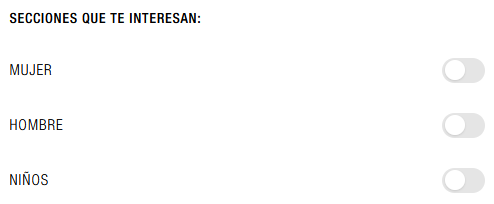 SECCIONES QUE TE INTERESAN:
MUJER
HOMBRE
NIÑOS